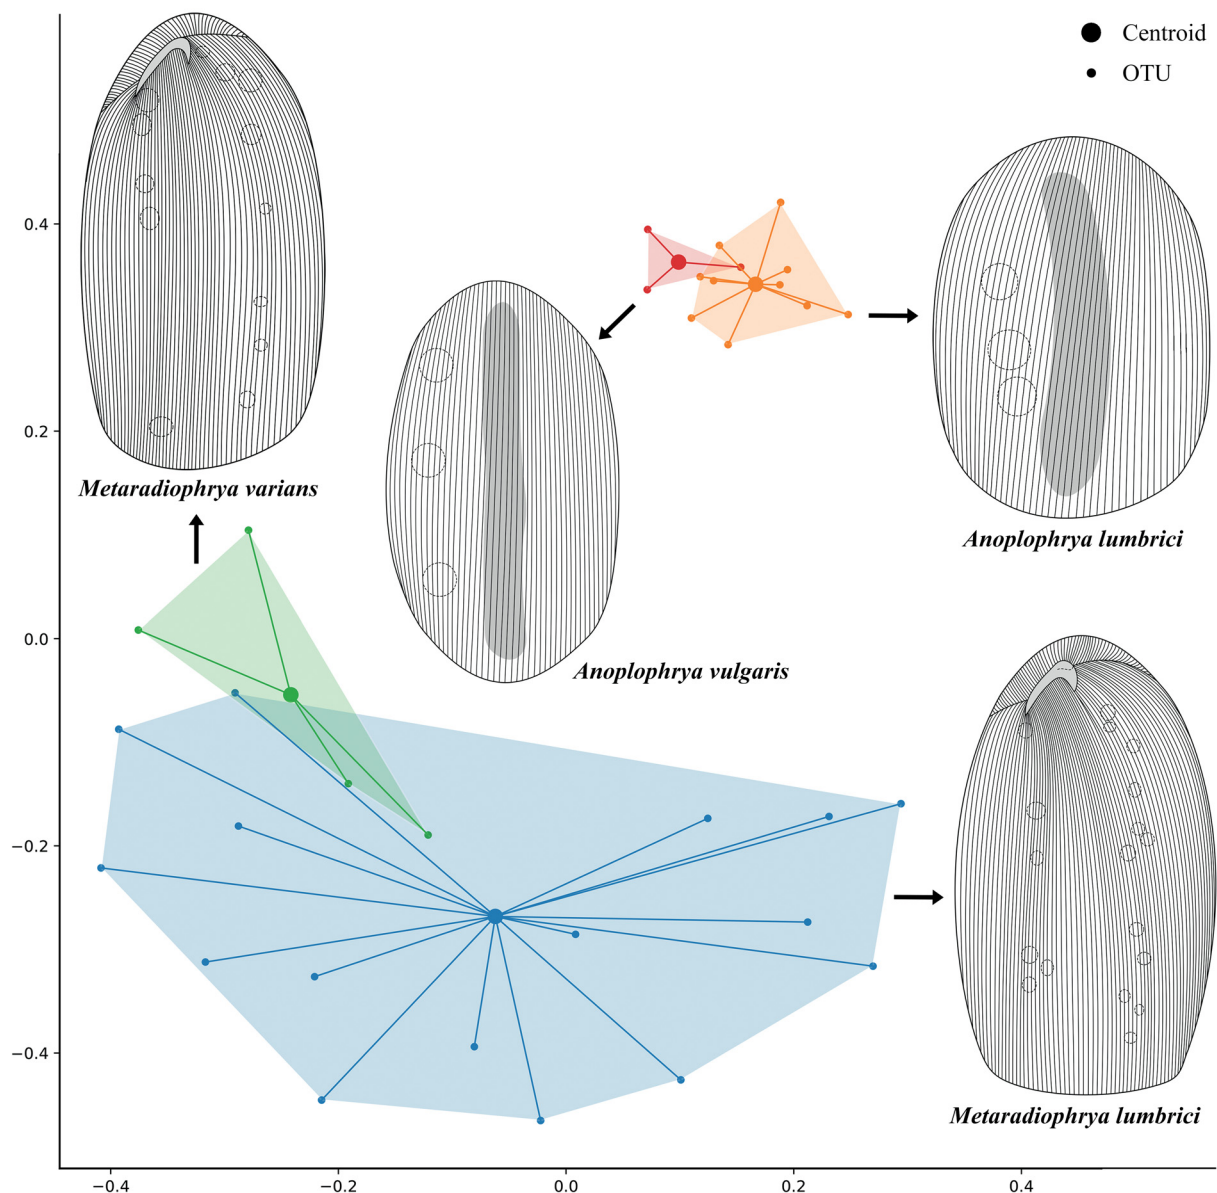 Centroid
OTU
0.4
0.2
Metaradiophrya varians
Anoplophrya lumbrici
0.0
Anoplophrya vulgaris
−0.2
−0.4
Metaradiophrya lumbrici
−0.4 −0.2 0.0 0.2 0.4